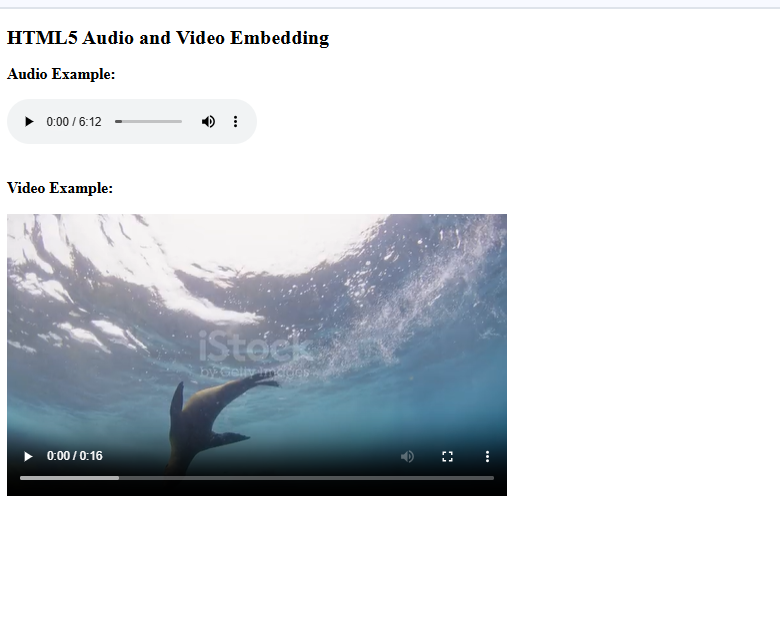 HTML5 Audio and Video Embedding
Audio Example:
0:00 / 6:12
Video Example:
iStock
by Getty Images
0:00 / 0:16